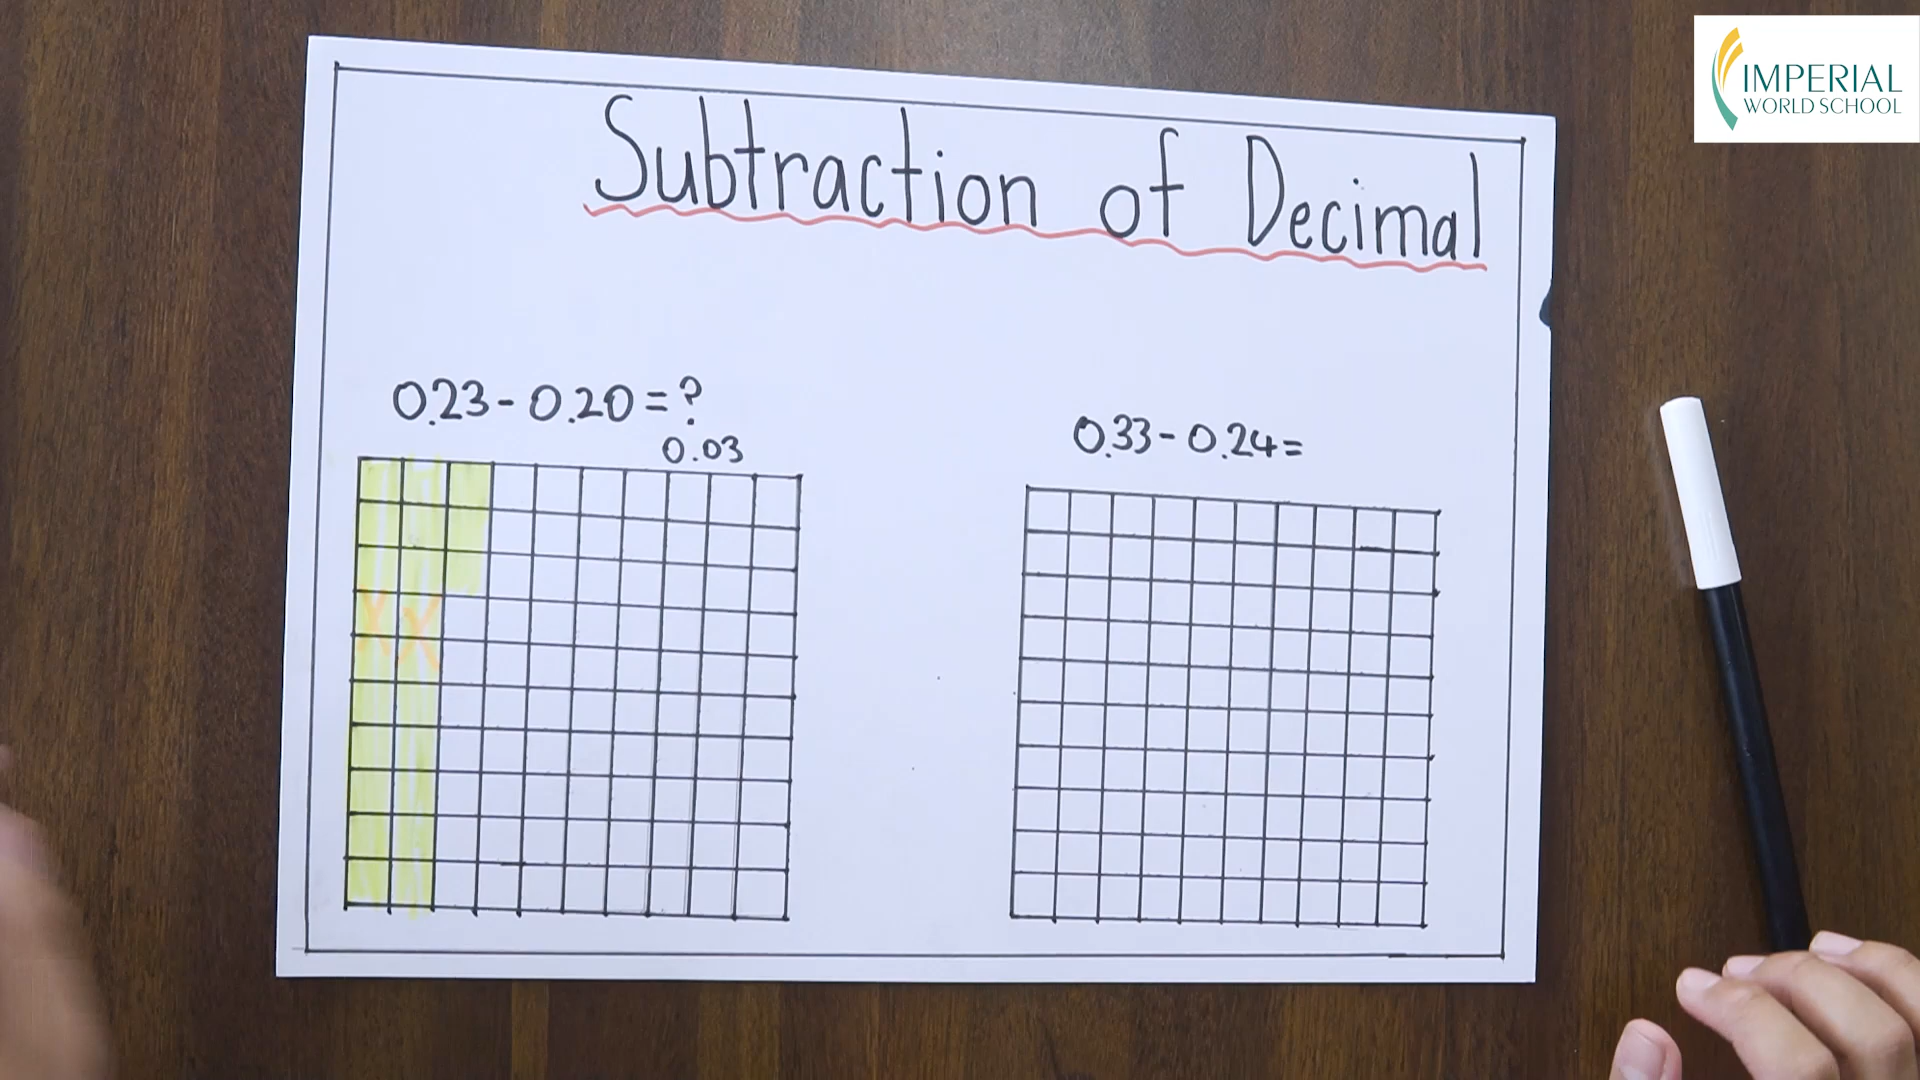 IMPERIAL
WORLD SCHOOL
Subtraction of Decimal
0.23 - 0.20 = ?
0.03
0.33 - 0.24 =